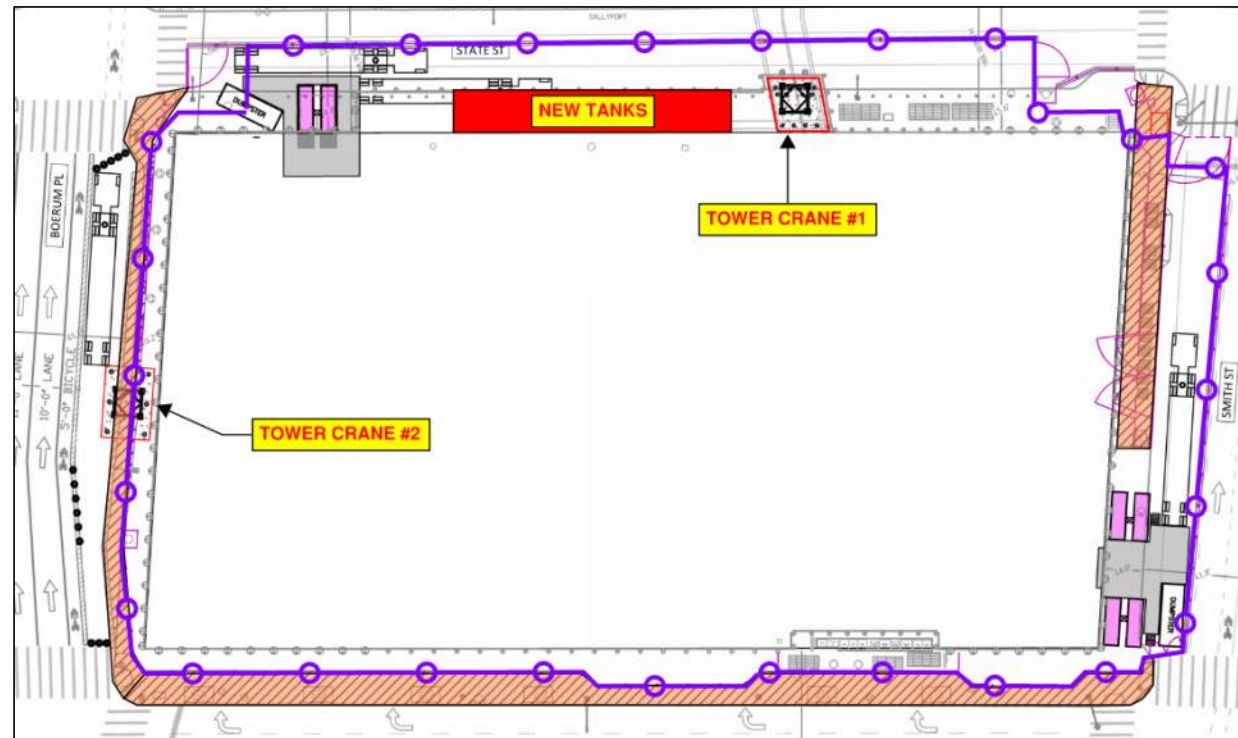 SALLYPORT
STATE ST
DUMPSTER
NEW TANKS
TOWER CRANE #1
BOERUM PL
TOWER CRANE #2
LANE
10'-0" LANE
5'-0" BICYCLE
SMITH ST
DUMPSTER